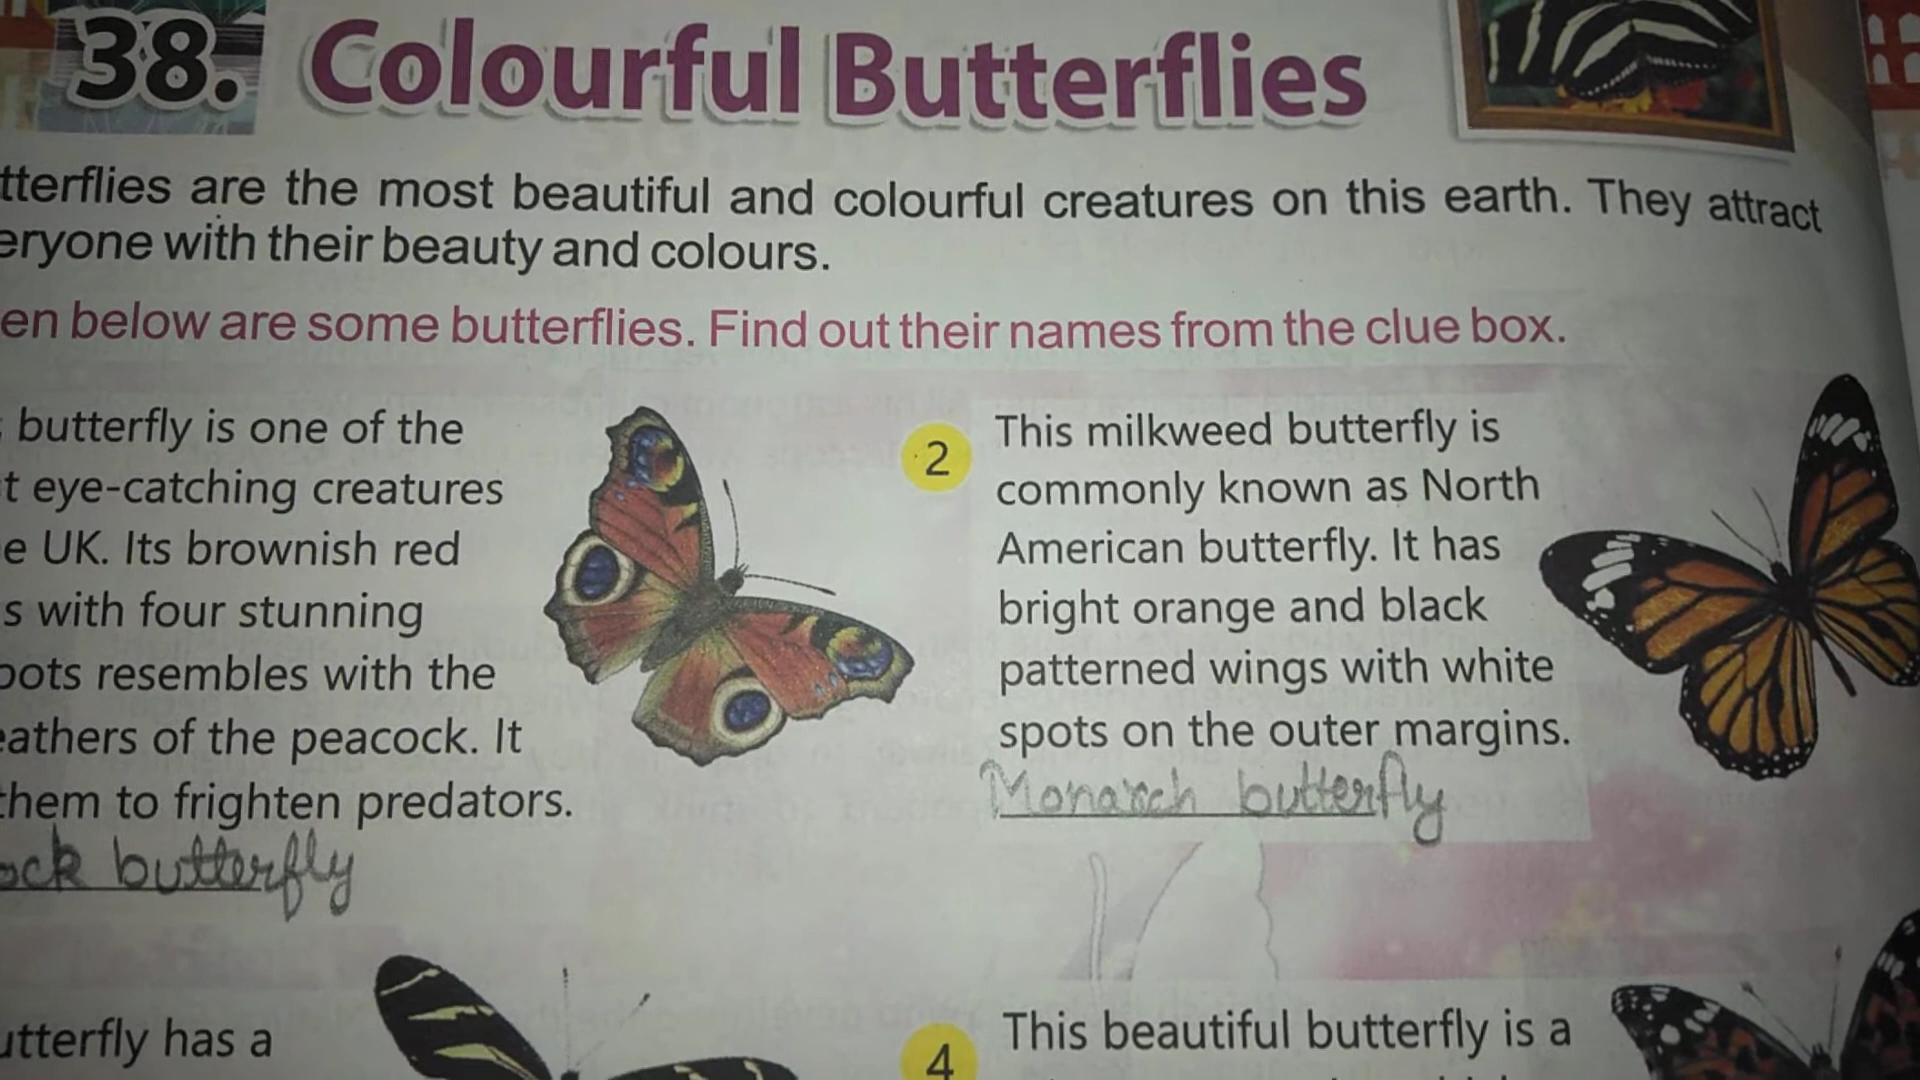 38. Colourful Butterflies
tterflies are the most beautiful and colourful creatures on this earth. They attract
eryone with their beauty and colours.
en below are some butterflies. Find out their names from the clue box.
butterfly is one of the
t eye-catching creatures
e UK. Its brownish red
s with four stunning
pots resembles with the
eathers of the peacock. It
them to frighten predators.
ock butterfly
2
This milkweed butterfly is
commonly known as North
American butterfly. It has
bright orange and black
patterned wings with white
spots on the outer margins.
Monarch butterfly
utterfly has a
4
This beautiful butterfly is a